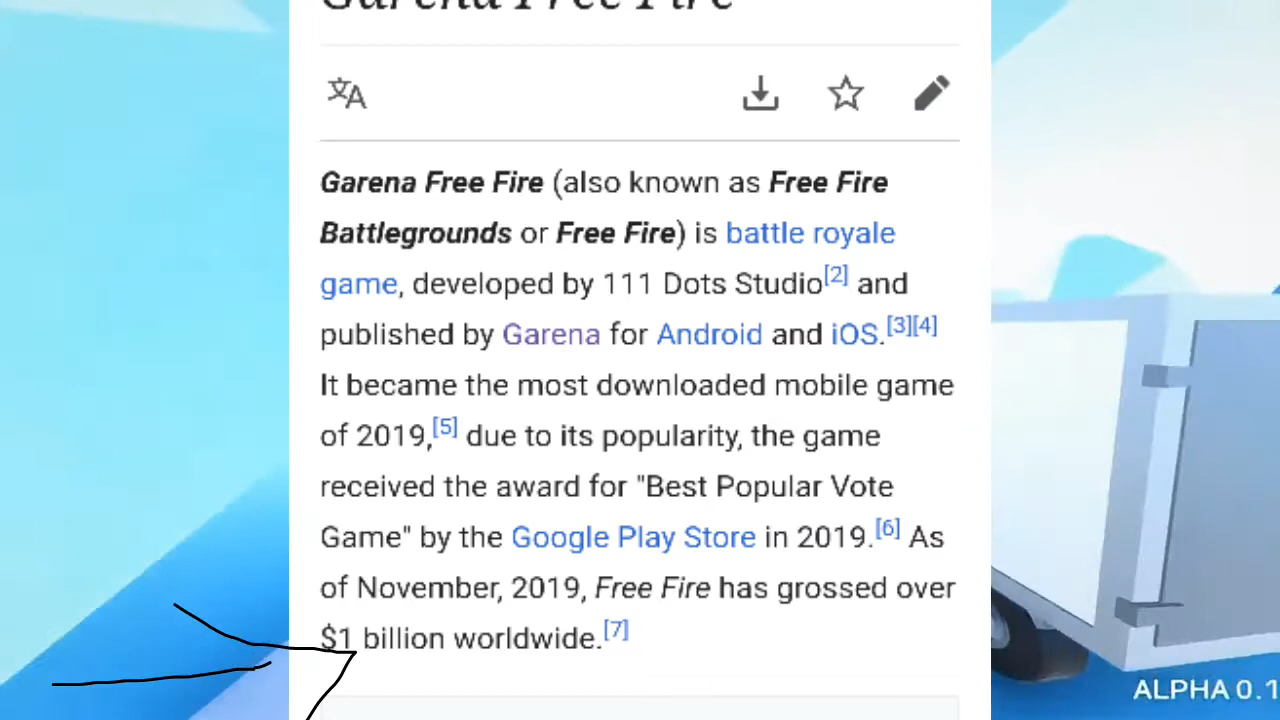 Garena Free Fire
Garena Free Fire (also known as Free Fire
Battlegrounds or Free Fire) is battle royale
game, developed by 111 Dots Studio[2] and
published by Garena for Android and iOS.[3][4]
It became the most downloaded mobile game
of 2019,[5] due to its popularity, the game
received the award for "Best Popular Vote
Game" by the Google Play Store in 2019.[6] As
of November, 2019, Free Fire has grossed over
$1 billion worldwide.[7]
ALPHA 0.1